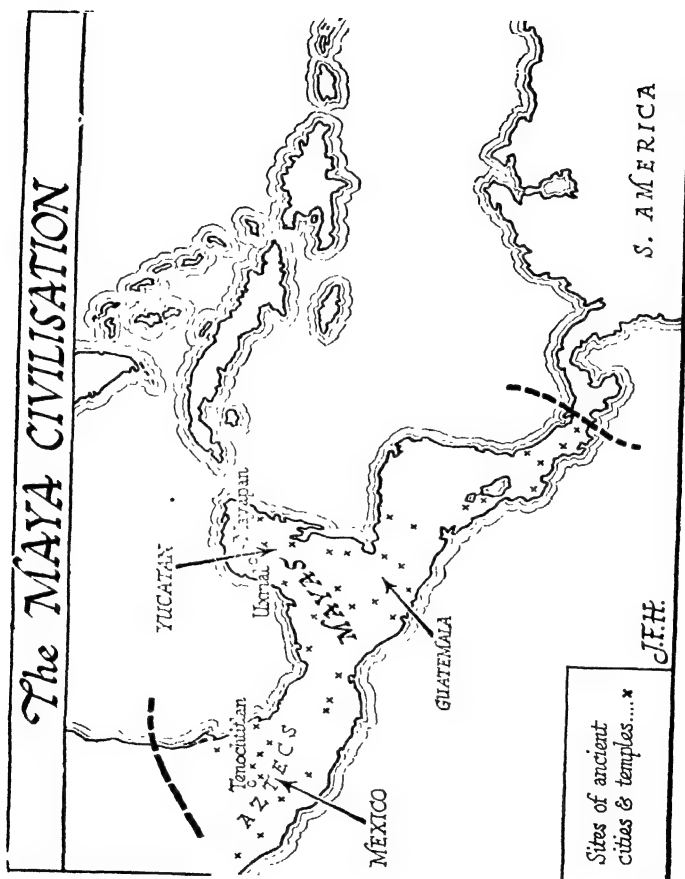 The MAYA CIVILISATION
YUCATAN
Tenochtitlan
Uxmal
Mayapan
AZTECS
MAYAS
MEXICO
GUATEMALA
Sites of ancient
cities & temples....x
J.F.H.
S. AMERICA